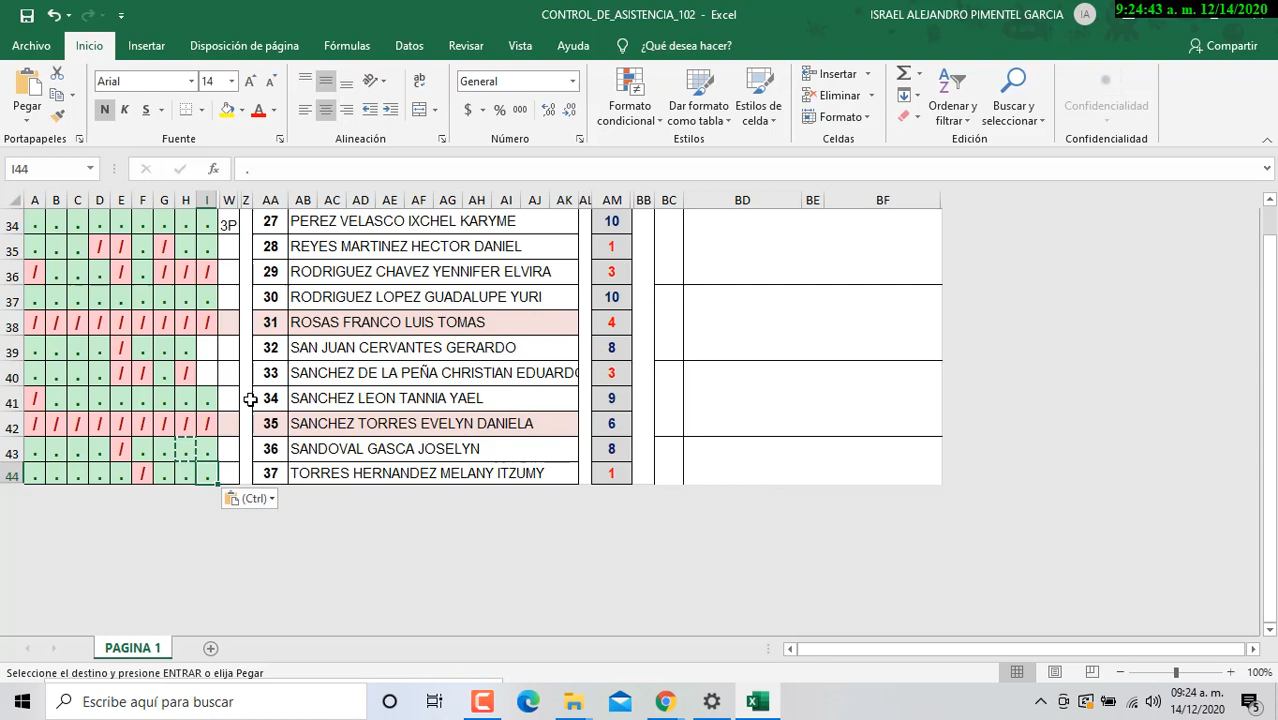 CONTROL_DE_ASISTENCIA_102 - Excel
ISRAEL ALEJANDRO PIMENTEL GARCIA
IA
9:24:43 a. m. 12/14/2020
Archivo Inicio Insertar Disposición de página Fórmulas Datos Revisar Vista Ayuda ¿Qué desea hacer? Compartir
Pegar
Arial 14
N K S
ab
General
$ % 000
Formato condicional
Dar formato como tabla
Estilos de celda
Insertar
Eliminar
Formato
Ordenar y filtrar
Buscar y seleccionar
Confidencialidad
Portapapeles Fuente Alineación Número Estilos Celdas Edición Confidencialidad
I44 fx .
A B C D E F G H I W Z AA AB AC AD AE AF AG AH AI AJ AK AL AM BB BC BD BE BF
34 . . . . . . . . . 3P 27 PEREZ VELASCO IXCHEL KARYME 10
35 . . . / / . / . . 28 REYES MARTINEZ HECTOR DANIEL 1
36 / . . . / . / / / 29 RODRIGUEZ CHAVEZ YENNIFER ELVIRA 3
37 . . . . . . . . . 30 RODRIGUEZ LOPEZ GUADALUPE YURI 10
38 / / / / / / / / / 31 ROSAS FRANCO LUIS TOMAS 4
39 . . . . / . . . 32 SAN JUAN CERVANTES GERARDO 8
40 . . . . / / . / 33 SANCHEZ DE LA PEÑA CHRISTIAN EDUARDO 3
41 / . . . . . . . . 34 SANCHEZ LEON TANNIA YAEL 9
42 / / / / / / / / / 35 SANCHEZ TORRES EVELYN DANIELA 6
43 . . . . / . . . . 36 SANDOVAL GASCA JOSELYN 8
44 . . . . . / . . . 37 TORRES HERNANDEZ MELANY ITZUMY 1
(Ctrl)
PAGINA 1
Seleccione el destino y presione ENTRAR o elija Pegar
100%
Escribe aquí para buscar
09:24 a. m.
14/12/2020
5